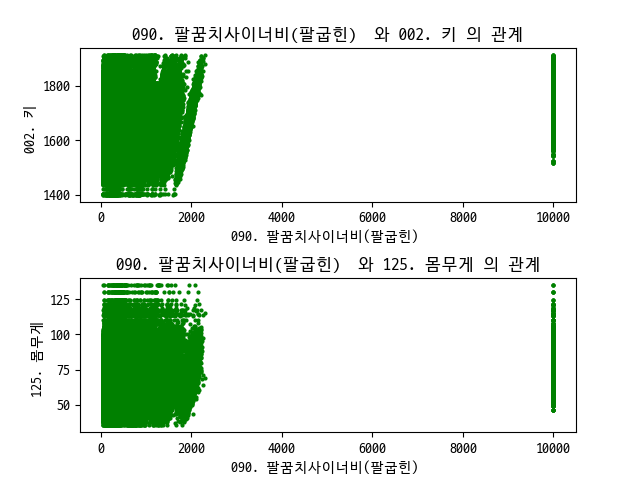 090. 팔꿈치사이너비(팔굽힌) 와 002. 키 의 관계
1800
1600
1400
002. 키
0 2000 4000 6000 8000 10000
090. 팔꿈치사이너비(팔굽힌)
090. 팔꿈치사이너비(팔굽힌) 와 125. 몸무게 의 관계
125
100
75
50
125. 몸무게
0 2000 4000 6000 8000 10000
090. 팔꿈치사이너비(팔굽힌)